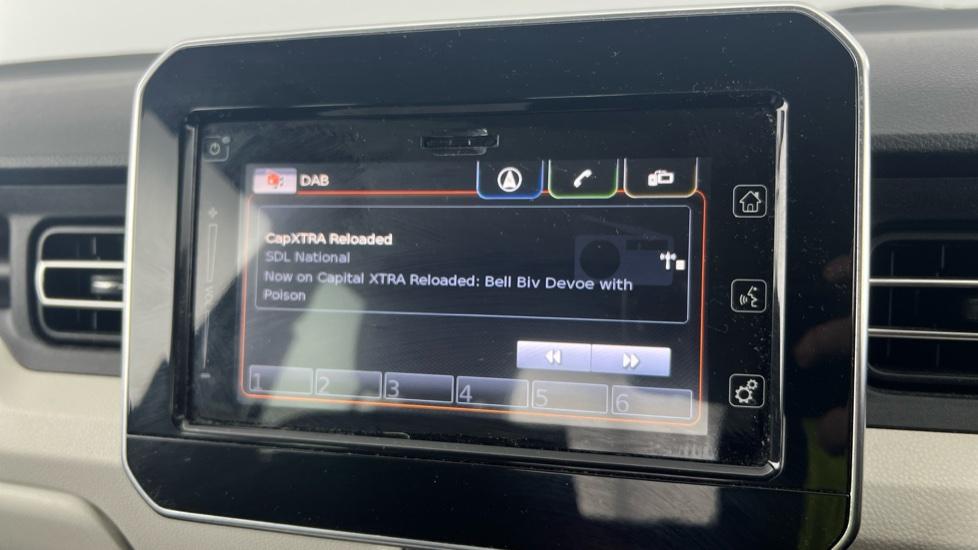 DAB
CapXTRA Reloaded
SDL National
Now on Capital XTRA Reloaded: Bell Biv Devoe with
Poison
1 2 3 4 5 6
VOL